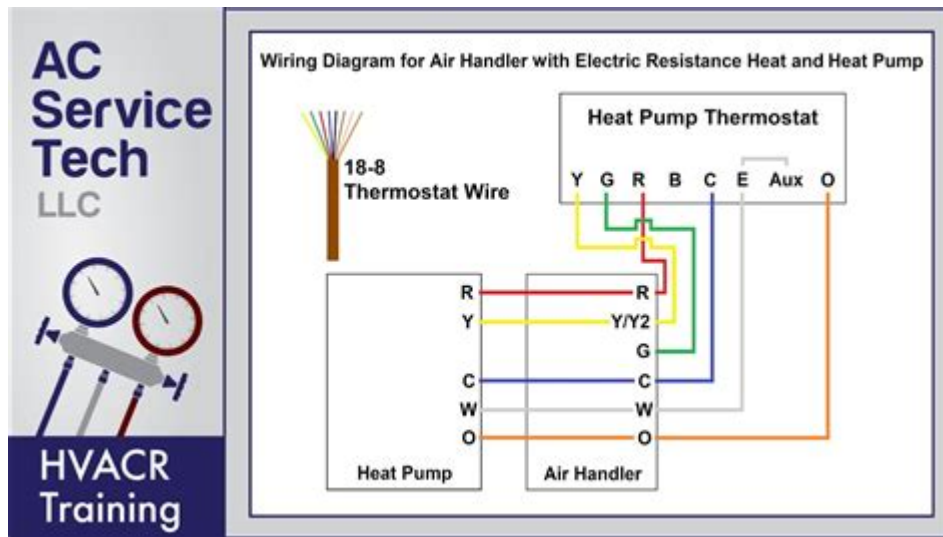 AC
Service
Tech
LLC
HVACR
Training
Wiring Diagram for Air Handler with Electric Resistance Heat and Heat Pump
18-8
Thermostat Wire
Heat Pump Thermostat
Y G R B C E Aux O
R
Y
C
W
O
Heat Pump
R
Y/Y2
G
C
W
O
Air Handler